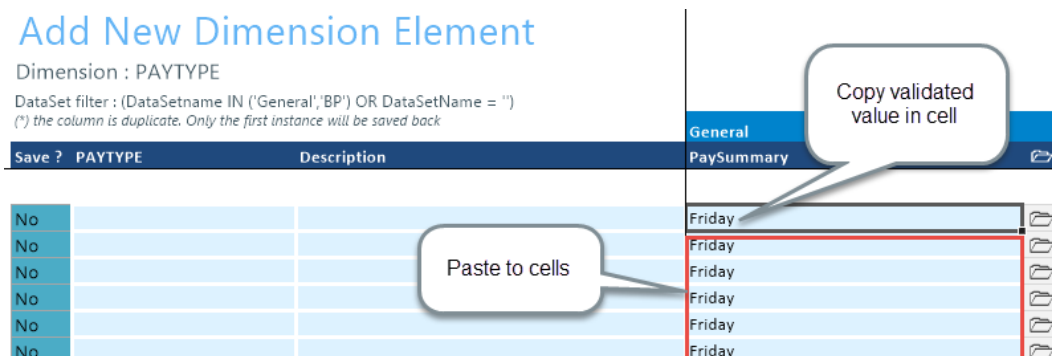 Add New Dimension Element
Dimension : PAYTYPE
DataSet filter : (DataSetname IN ('General','BP') OR DataSetName = '')
(*) the column is duplicate. Only the first instance will be saved back
Copy validated
value in cell
General
Save ? PAYTYPE Description PaySummary
No Friday
No Friday
Paste to cells
No Friday
No Friday
No Friday
No Friday